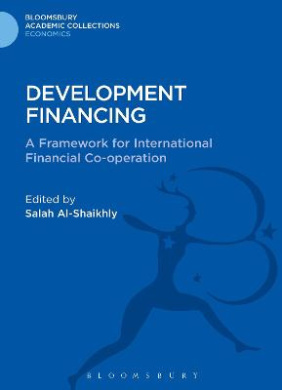 BLOOMSBURY
ACADEMIC COLLECTIONS
ECONOMICS
DEVELOPMENT
FINANCING
A Framework for International
Financial Co-operation
Edited by
Salah Al-Shaikhly
BLOOMSBURY